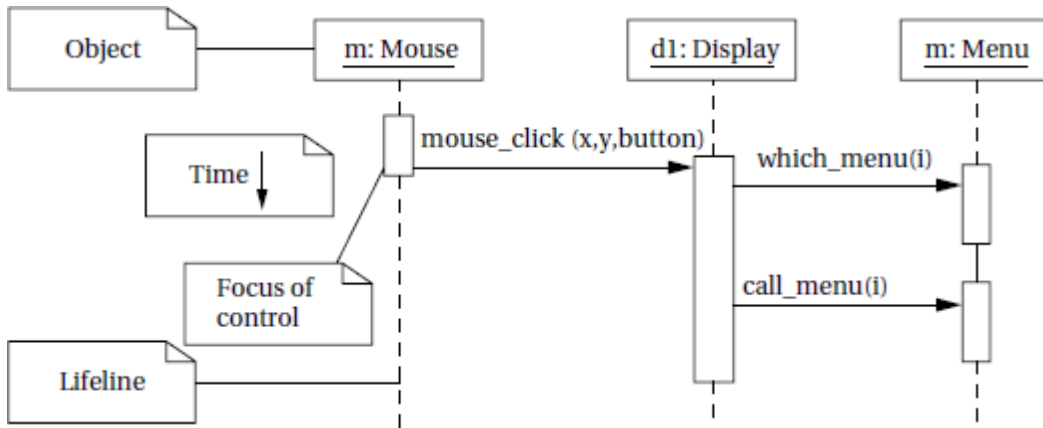 Object
m: Mouse
d1: Display
m: Menu
mouse_click (x,y,button)
which_menu(i)
Time
Focus of
control
call_menu(i)
Lifeline